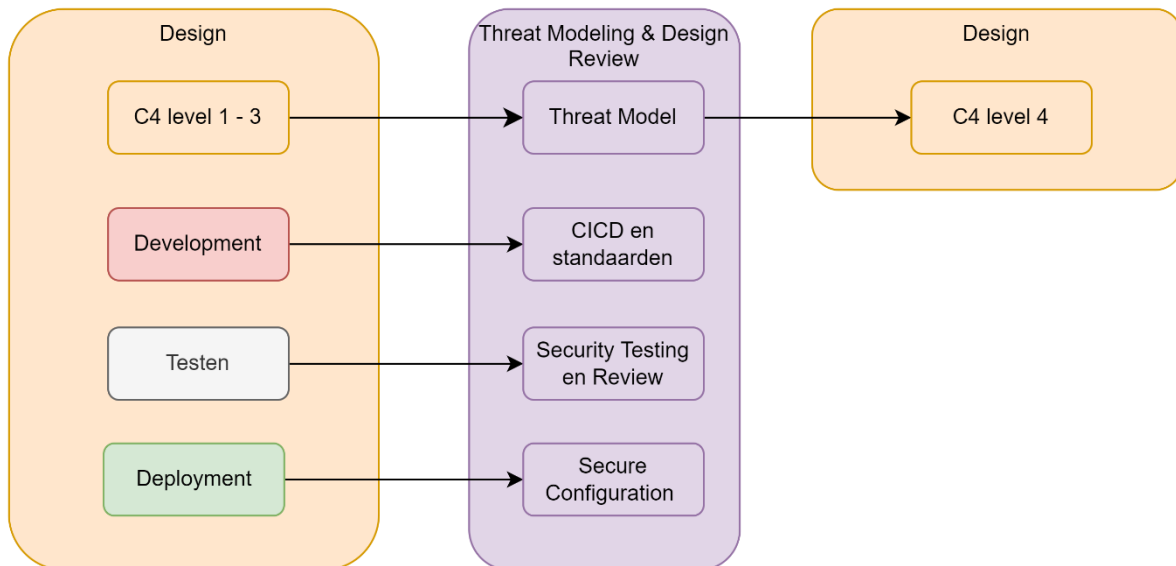 Design
C4 level 1 - 3
Development
Testen
Deployment
Threat Modeling & Design
Review
Threat Model
CICD en
standaarden
Security Testing
en Review
Secure
Configuration
Design
C4 level 4